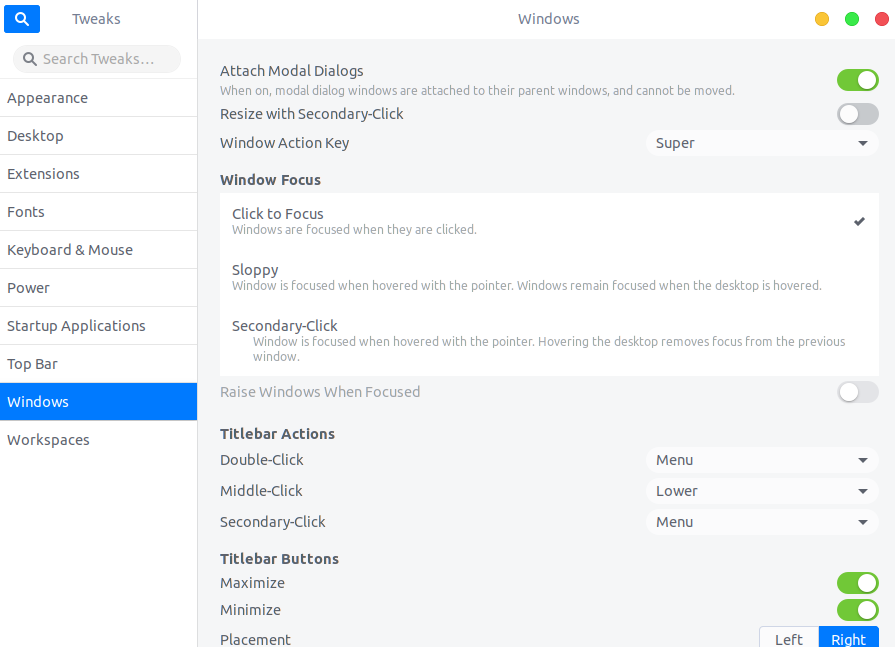 Tweaks
Windows
Search Tweaks...
Appearance
Desktop
Extensions
Fonts
Keyboard & Mouse
Power
Startup Applications
Top Bar
Windows
Workspaces
Attach Modal Dialogs
When on, modal dialog windows are attached to their parent windows, and cannot be moved.
Resize with Secondary-Click
Window Action Key
Super
Window Focus
Click to Focus
Windows are focused when they are clicked.
Sloppy
Window is focused when hovered with the pointer. Windows remain focused when the desktop is hovered.
Secondary-Click
Window is focused when hovered with the pointer. Hovering the desktop removes focus from the previous
window.
Raise Windows When Focused
Titlebar Actions
Double-Click
Menu
Middle-Click
Lower
Secondary-Click
Menu
Titlebar Buttons
Maximize
Minimize
Placement
Left
Right